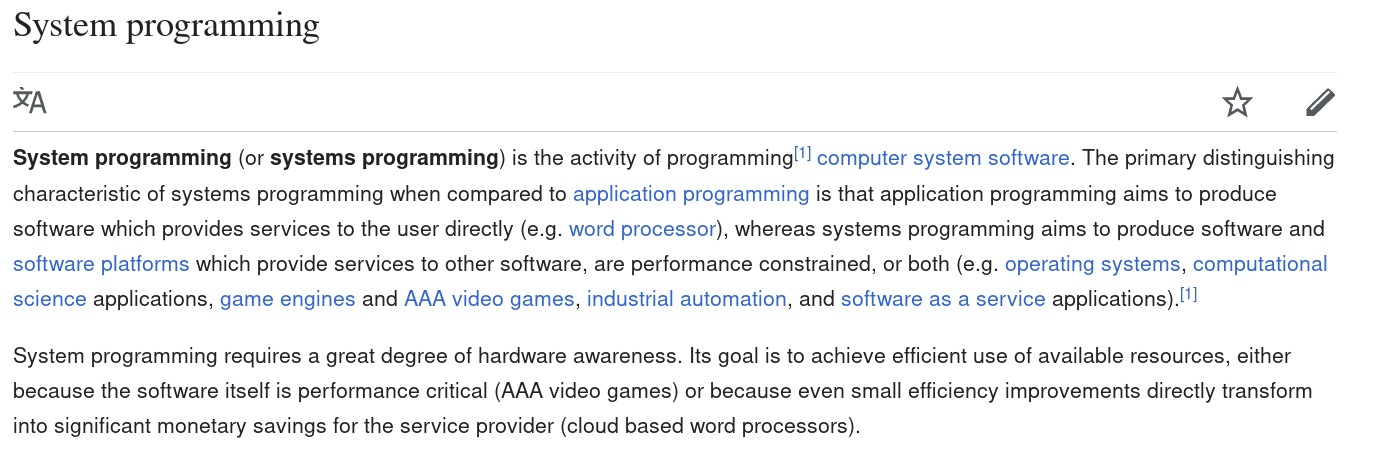 System programming
文A
System programming (or systems programming) is the activity of programming[1] computer system software. The primary distinguishing
characteristic of systems programming when compared to application programming is that application programming aims to produce
software which provides services to the user directly (e.g. word processor), whereas systems programming aims to produce software and
software platforms which provide services to other software, are performance constrained, or both (e.g. operating systems, computational
science applications, game engines and AAA video games, industrial automation, and software as a service applications).[1]
System programming requires a great degree of hardware awareness. Its goal is to achieve efficient use of available resources, either
because the software itself is performance critical (AAA video games) or because even small efficiency improvements directly transform
into significant monetary savings for the service provider (cloud based word processors).